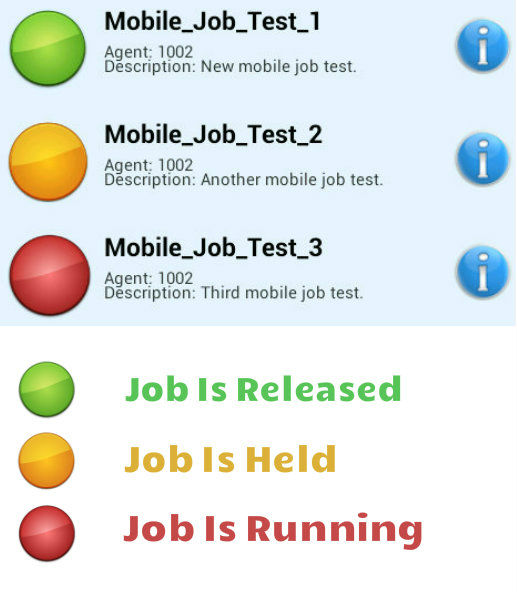 Mobile_Job_Test_1
Agent: 1002
Description: New mobile job test.
Mobile_Job_Test_2
Agent: 1002
Description: Another mobile job test.
Mobile_Job_Test_3
Agent: 1002
Description: Third mobile job test.
Job Is Released
Job Is Held
Job Is Running